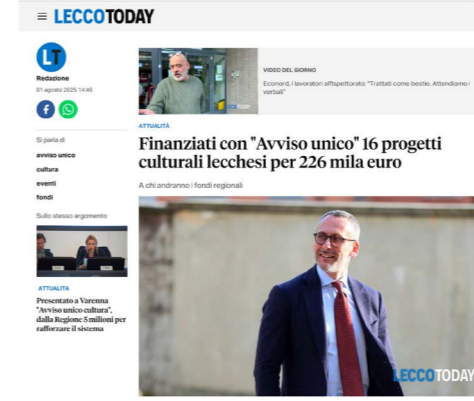 LECCOTODAY
LT
Redazione
01 agosto 2025 14:46
Si parla di
avviso unico
cultura
eventi
fondi
Sullo stesso argomento
ATTUALITÀ
Presentato a Varenna
"Avviso unico cultura",
dalla Regione 5 milioni per
rafforzare il sistema
VIDEO DEL GIORNO
Econord, i lavoratori all'Ispettorato: "Trattati come bestie. Attendiamo i
verbali"
ATTUALITÀ
Finanziati con "Avviso unico" 16 progetti
culturali lecchesi per 226 mila euro
A chi andranno i fondi regionali
LECCOTODAY